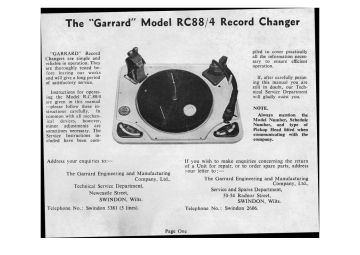 The "Garrard" Model RC88/4 Record Changer
"GARRARD" Record
Changers are simple and
reliable in operation. They
are thoroughly tested be-
fore leaving our works
and will give a long period
of satisfactory service.
Instructions for operat-
ing the Model RC.88/4
are given in this manual
—please follow these in-
structions carefully. In
common with all mechan-
ical devices, however,
minor adjustments are
sometimes necessary. The
Service Instructions in-
cluded have been com-
piled to cover practically
all the information neces-
sary to ensure efficient
operation.
If, after carefully perus-
ing this manual you are
still in doubt, our Tech-
nical Service Department
will gladly assist you.
NOTE.
Always mention the
Model Number, Schedule
Number, and type of
Pickup Head fitted when
communicating with the
company.
Address your enquiries to:—
The Garrard Engineering and Manufacturing
Company, Ltd.,
Technical Service Department,
Newcastle Street,
SWINDON, Wilts.
Telephone No.: Swindon 5381 (5 lines).
If you wish to make enquiries concerning the return
of a Unit for repair, or to order spare parts, address
your letter to:—
The Garrard Engineering and Manufacturing
Company, Ltd.,
Service and Spares Department,
50-54 Radnor Street,
SWINDON, Wilts.
Telephone No.: Swindon 2606.
Page One